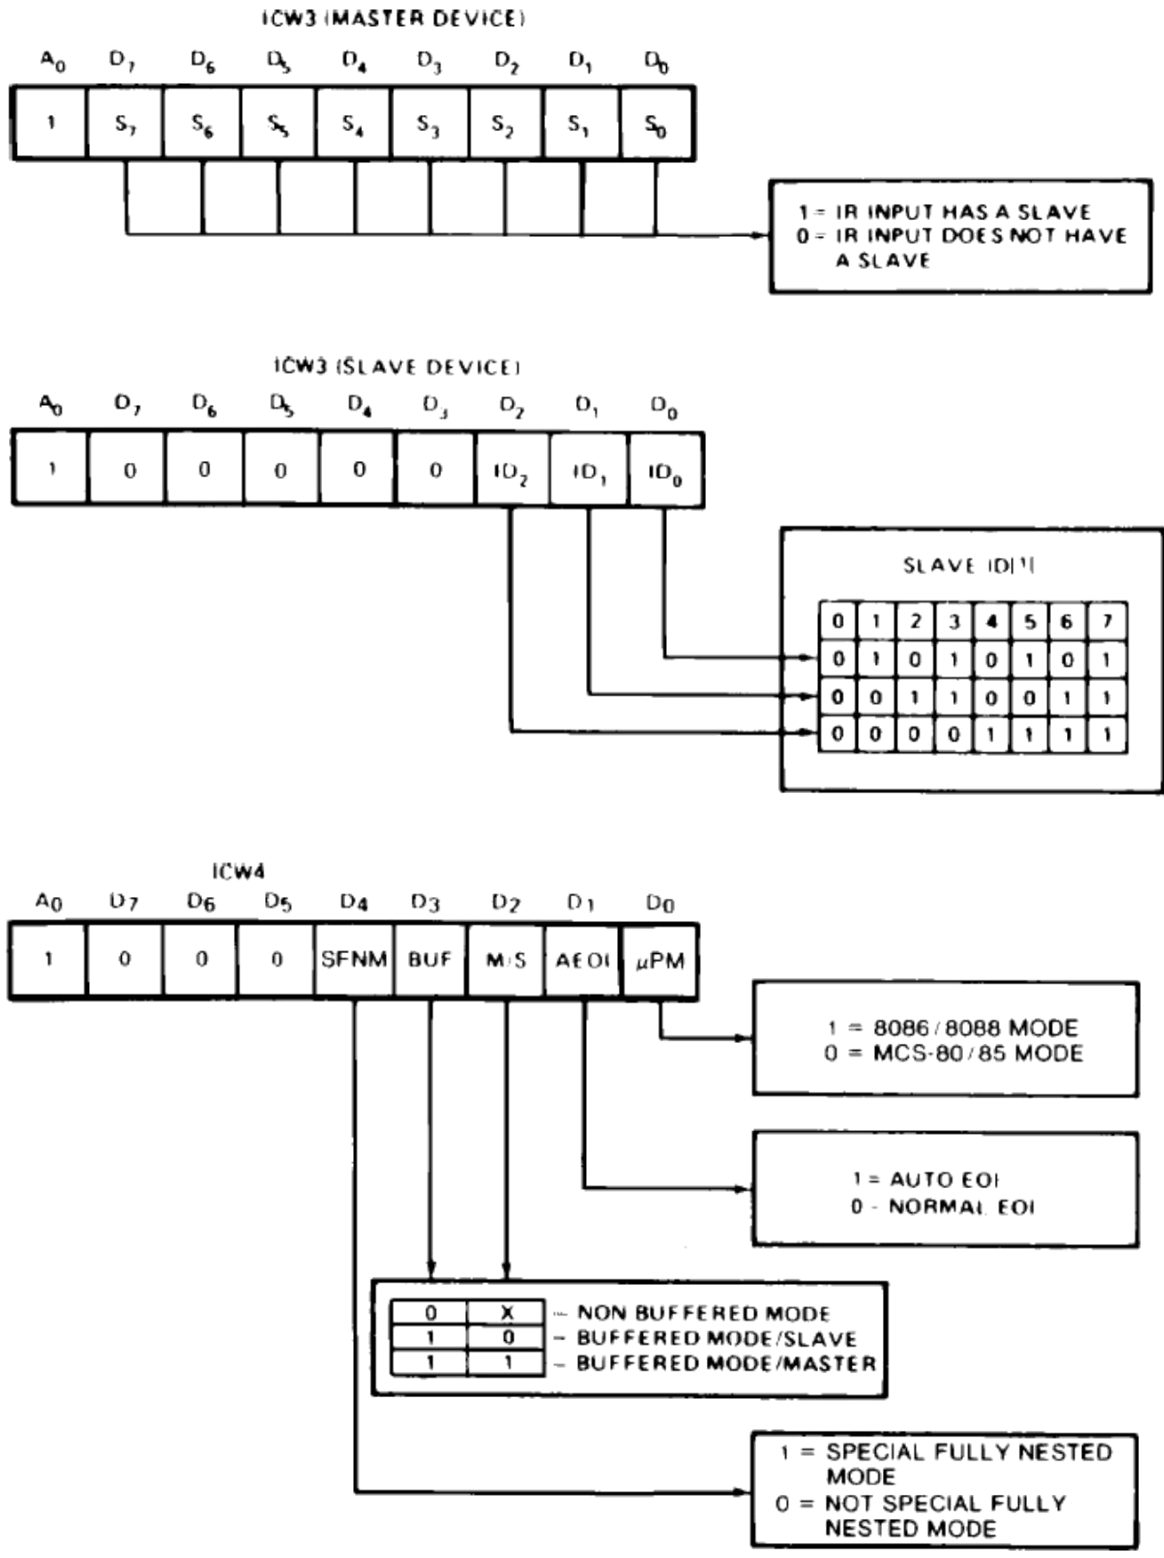 ICW3 (MASTER DEVICE)
A0 D7 D6 D5 D4 D3 D2 D1 D0
1 S7 S6 S5 S4 S3 S2 S1 S0
1 = IR INPUT HAS A SLAVE
0 = IR INPUT DOES NOT HAVE
A SLAVE
ICW3 (SLAVE DEVICE)
A0 D7 D6 D5 D4 D3 D2 D1 D0
1 0 0 0 0 0 ID2 ID1 ID0
SLAVE ID(1)
0 1 2 3 4 5 6 7
0 1 0 1 0 1 0 1
0 0 1 1 0 0 1 1
0 0 0 0 1 1 1 1
ICW4
A0 D7 D6 D5 D4 D3 D2 D1 D0
1 0 0 0 SFNM BUF M/S AEOI μPM
1 = 8086/8088 MODE
0 = MCS-80/85 MODE
1 = AUTO EOI
0 - NORMAL EOI
0 X – NON BUFFERED MODE
1 0 – BUFFERED MODE/SLAVE
1 1 – BUFFERED MODE/MASTER
1 = SPECIAL FULLY NESTED
MODE
0 = NOT SPECIAL FULLY
NESTED MODE